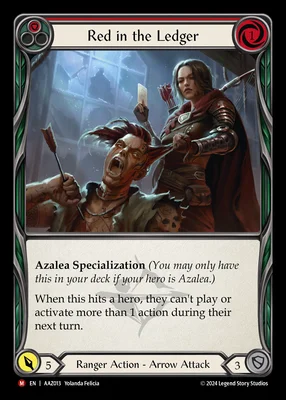 Red in the Ledger
Azalea Specialization (You may only have
this in your deck if your hero is Azalea.)
When this hits a hero, they can't play or
activate more than 1 action during their
next turn.
5
Ranger Action - Arrow Attack
3
M
EN | AAZ013 Yolanda Felicia
© 2024 Legend Story Studios